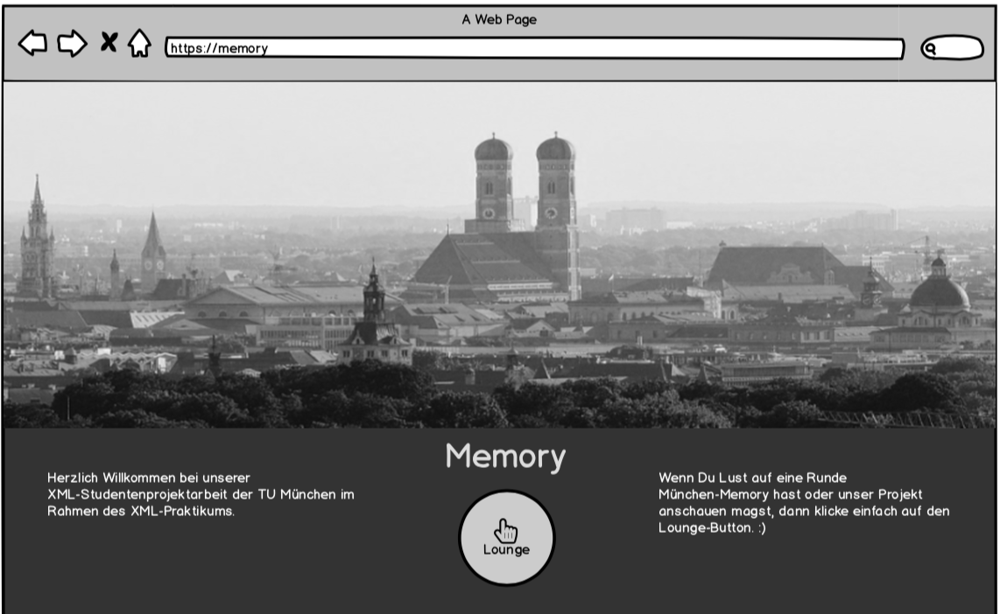 A Web Page
https://memory
Memory
Herzlich Willkommen bei unserer
XML-Studentenprojektarbeit der TU München im
Rahmen des XML-Praktikums.
Lounge
Wenn Du Lust auf eine Runde
München-Memory hast oder unser Projekt
anschauen magst, dann klicke einfach auf den
Lounge-Button. :)